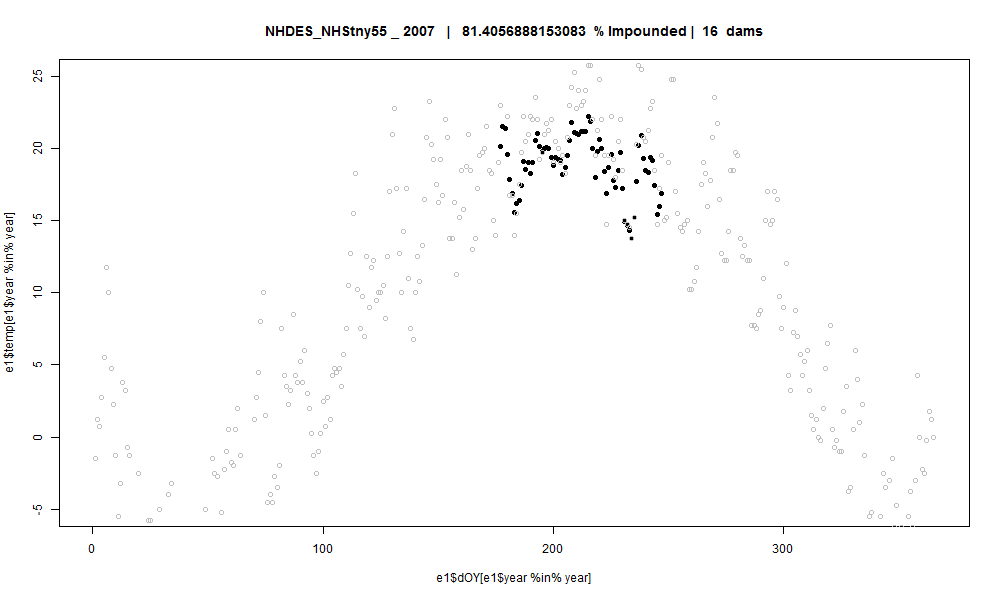 NHDES_NHStny55 _ 2007 | 81.4056888153083 % Impounded | 16 dams
25
20
15
10
5
0
-5
e1$temp[e1$year %in% year]
0 100 200 300
e1$dOY[e1$year %in% year]